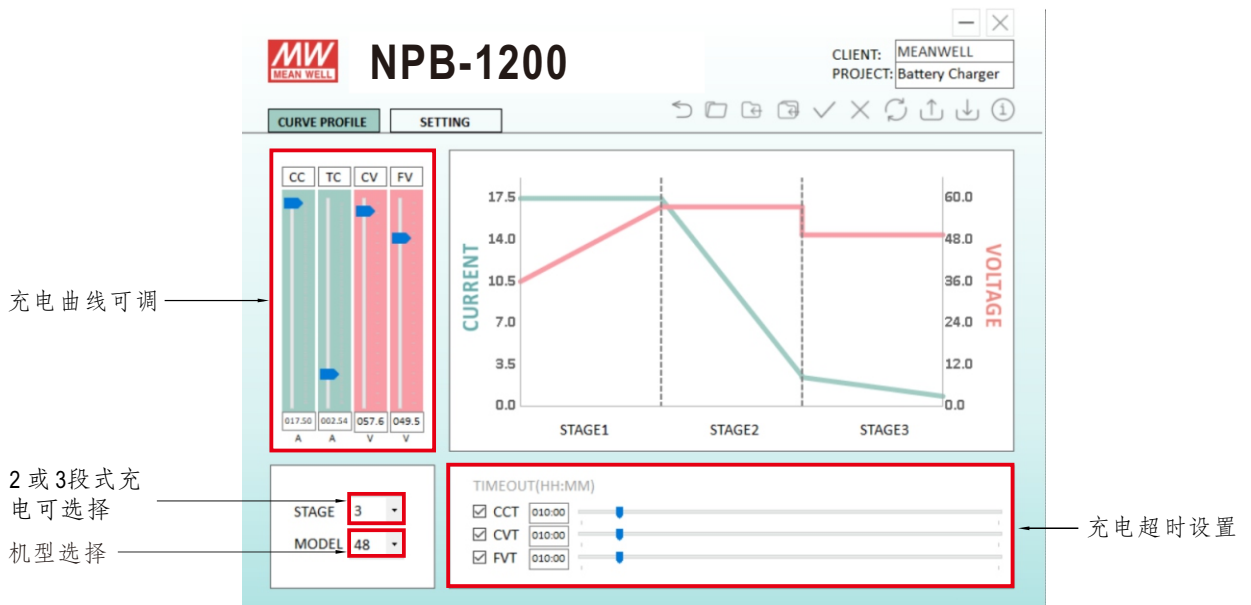 MW
MEAN WELL
NPB-1200
CLIENT: MEANWELL
PROJECT: Battery Charger
CURVE PROFILE
SETTING
CC TC CV FV
017.50 002.54 057.6 049.5
A A V V
充电曲线可调
CURRENT
17.5
14.0
10.5
7.0
3.5
0.0
60.0
48.0
36.0
24.0
12.0
0.0
VOLTAGE
STAGE1 STAGE2 STAGE3
2 或 3段式充
电可选择
机型选择
STAGE 3
MODEL 48
TIMEOUT(HH:MM)
CCT 010:00
CVT 010:00
FVT 010:00
充电超时设置